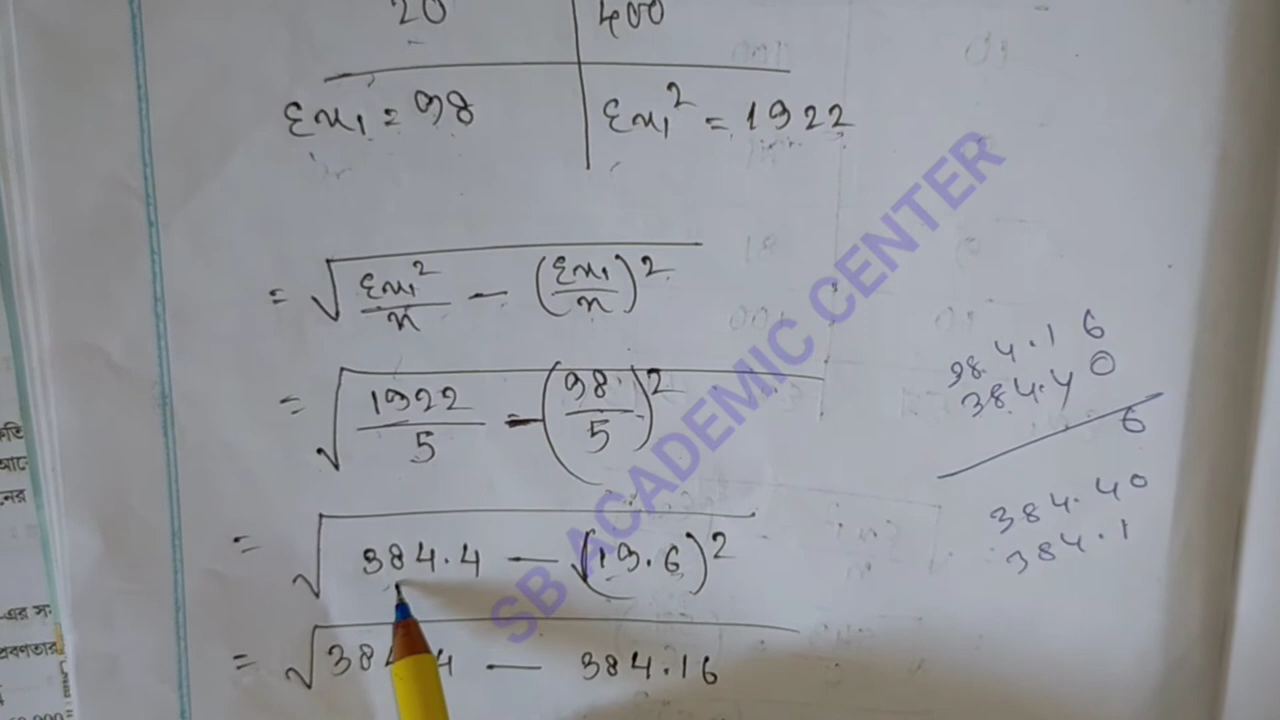 20 400
Σx₁ = 98 Σx₁² = 1922
= √(Σx₁²/n − (Σx₁/n)²)
= √(1922/5 − (98/5)²)
= √(384.4 − (19.6)²)
= √(384.4 − 384.16)
984.16
384.40
6
384.40
384.1
SB ACADEMIC CENTER